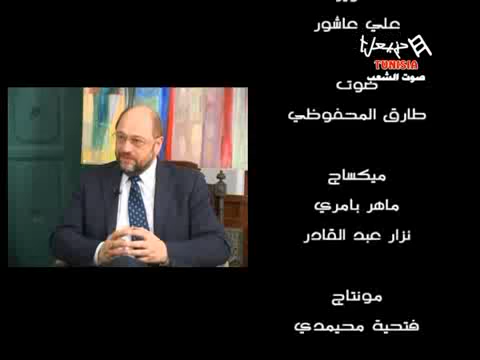 علي عاشور
TUNISIA
صوت الشعب
صوت
طارق المحفوظي
ميكساج
ماهر بامري
نزار عبد القادر
مونتاج
فتحية محيمدي